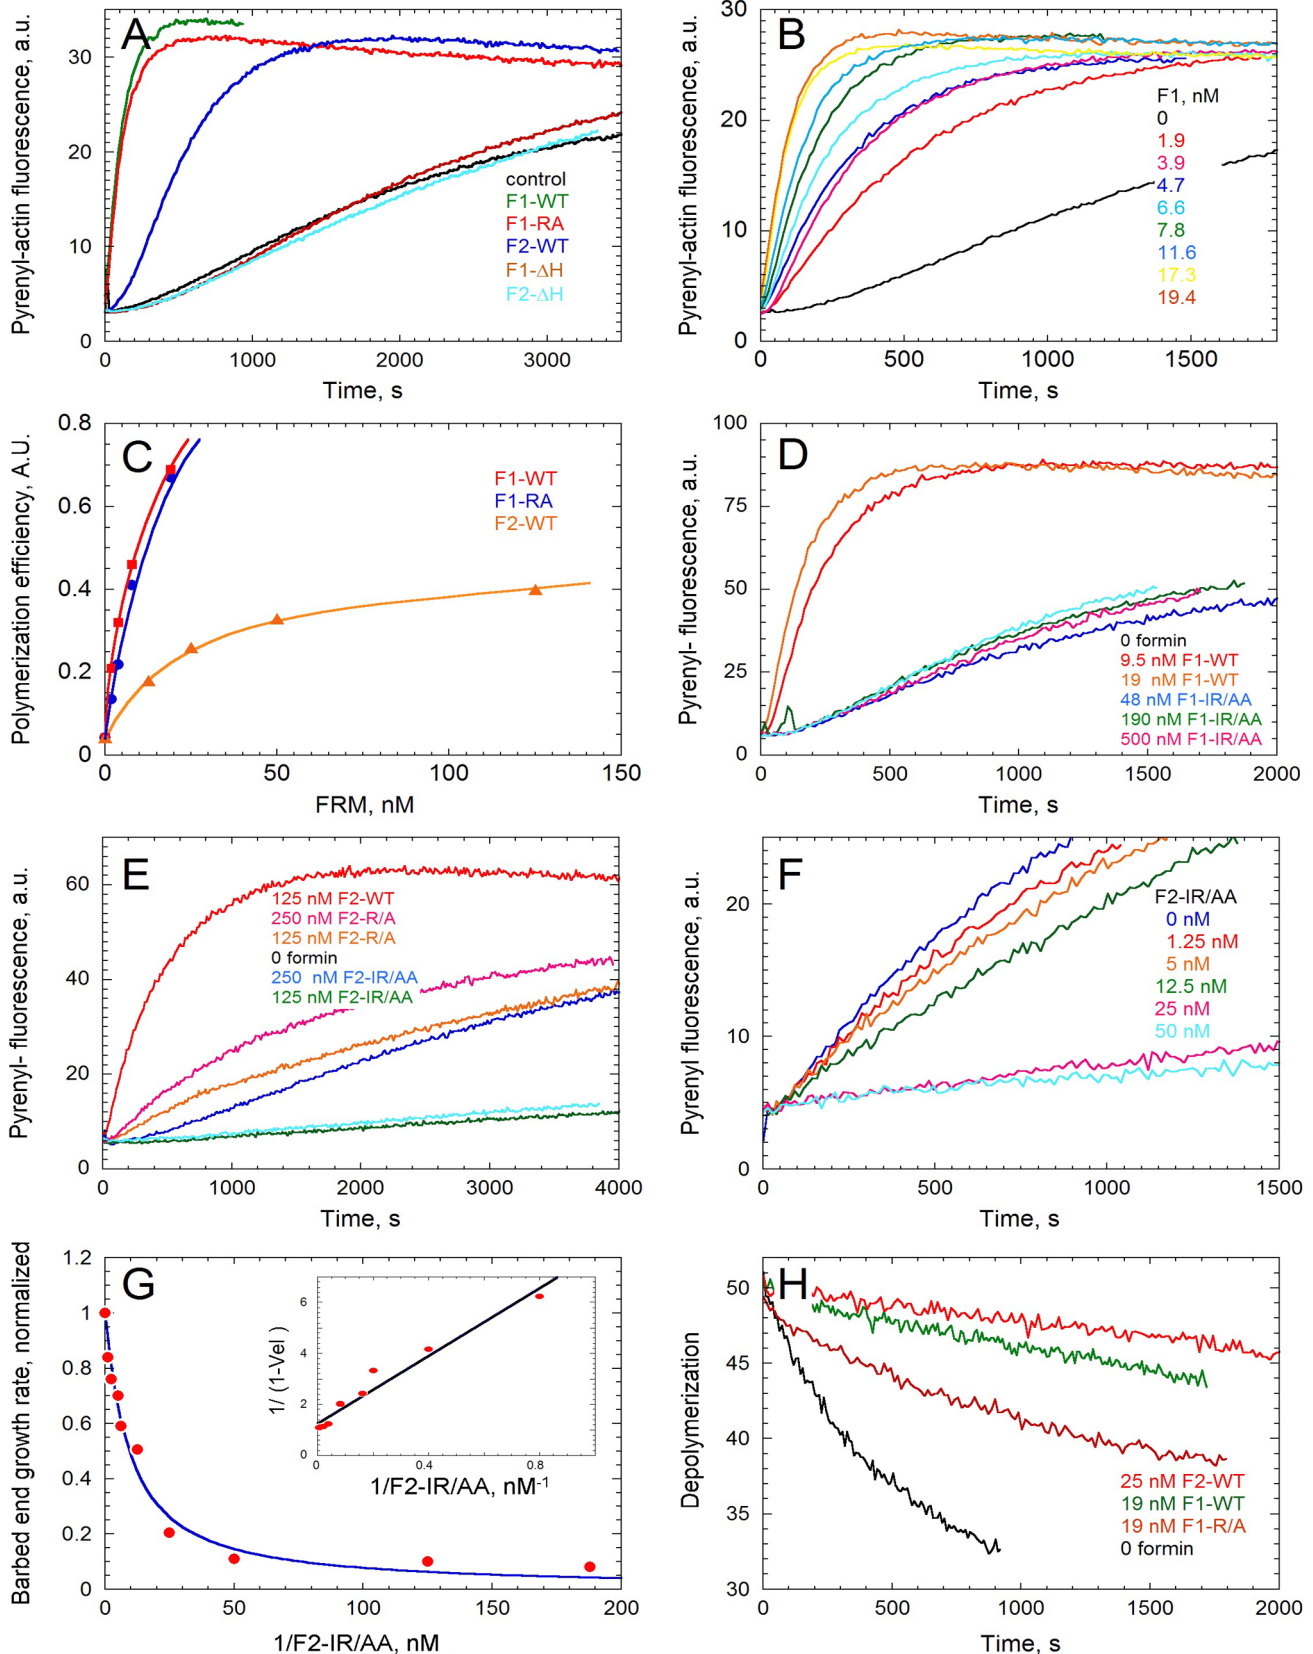 A
Pyrenyl-actin fluorescence, a.u.
30
20
10
0
control
F1-WT
F1-RA
F2-WT
F1-ΔH
F2-ΔH
0 1000 2000 3000
Time, s
B
Pyrenyl-actin fluorescence, a.u.
30
20
10
0
F1, nM
0
1.9
3.9
4.7
6.6
7.8
11.6
17.3
19.4
0 500 1000 1500
Time, s
C
Polymerization efficiency, A.U.
0.8
0.6
0.4
0.2
0
F1-WT
F1-RA
F2-WT
0 50 100 150
FRM, nM
D
Pyrenyl- fluorescence, a.u.
100
75
50
25
0
0 formin
9.5 nM F1-WT
19 nM F1-WT
48 nM F1-IR/AA
190 nM F1-IR/AA
500 nM F1-IR/AA
0 500 1000 1500 2000
Time, s
E
Pyrenyl- fluorescence, a.u.
60
40
20
0
125 nM F2-WT
250 nM F2-R/A
125 nM F2-R/A
0 formin
250 nM F2-IR/AA
125 nM F2-IR/AA
0 1000 2000 3000 4000
Time, s
F
Pyrenyl fluorescence, a.u.
20
10
0
F2-IR/AA
0 nM
1.25 nM
5 nM
12.5 nM
25 nM
50 nM
0 500 1000 1500
Time, s
G
Barbed end growth rate, normalized
1.2
1
0.8
0.6
0.4
0.2
0
1/ (1-Vel )
6
4
2
0
0 0.4 0.8
1/F2-IR/AA, nM-1
0 50 100 150 200
1/F2-IR/AA, nM
H
Depolymerization
50
45
40
35
30
25 nM F2-WT
19 nM F1-WT
19 nM F1-R/A
0 formin
0 500 1000 1500 2000
Time, s